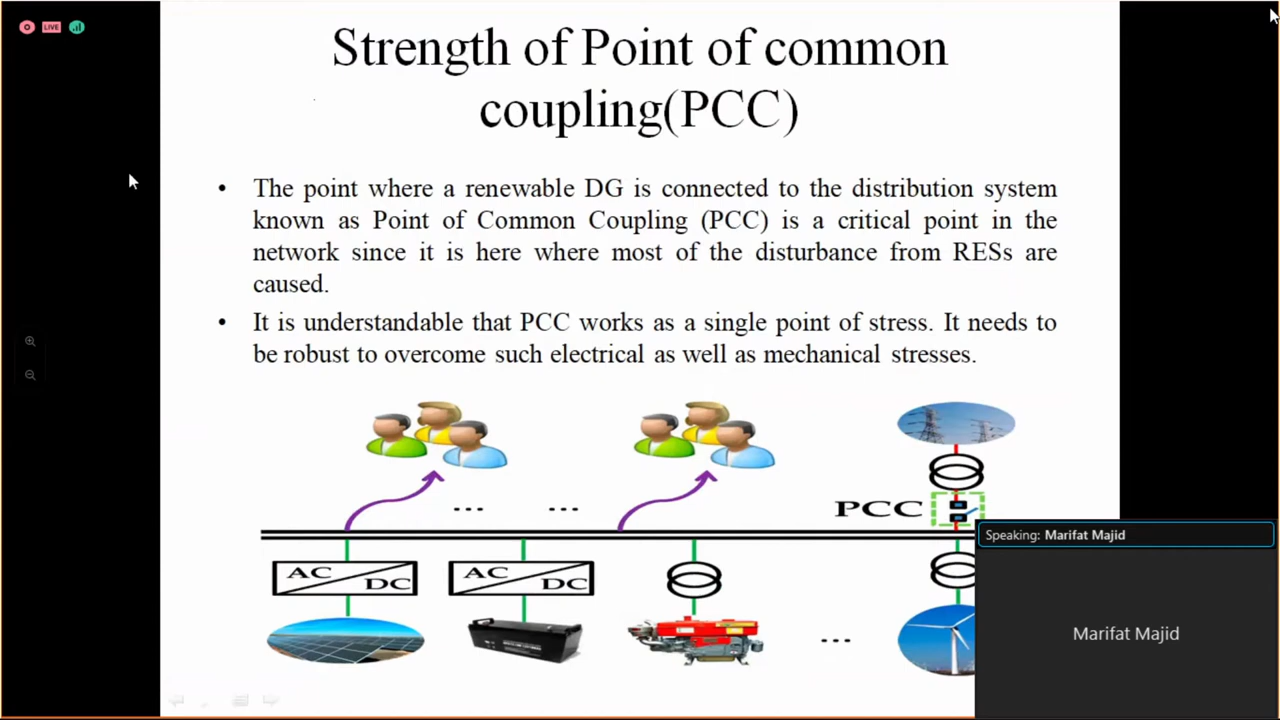 LIVE
Strength of Point of common
coupling(PCC)
• The point where a renewable DG is connected to the distribution system
known as Point of Common Coupling (PCC) is a critical point in the
network since it is here where most of the disturbance from RESs are
caused.
• It is understandable that PCC works as a single point of stress. It needs to
be robust to overcome such electrical as well as mechanical stresses.
... ...
PCC
Speaking: Marifat Majid
AC DC AC DC
...
Marifat Majid